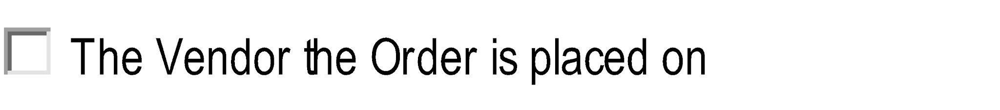 The Vendor the Order is placed on